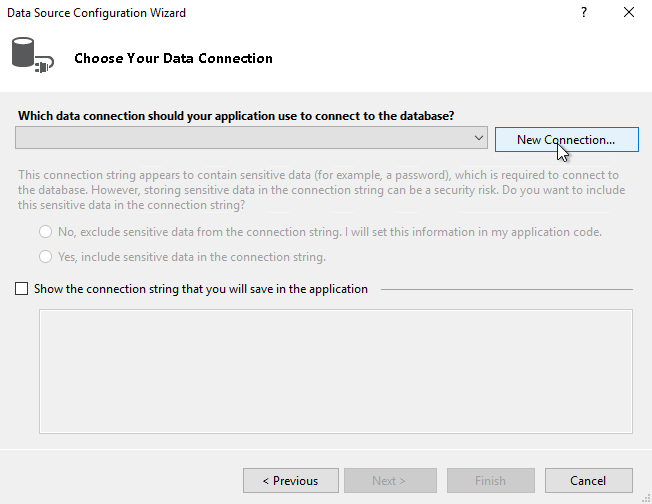 Data Source Configuration Wizard
?
Choose Your Data Connection
Which data connection should your application use to connect to the database?
New Connection...
This connection string appears to contain sensitive data (for example, a password), which is required to connect to
the database. However, storing sensitive data in the connection string can be a security risk. Do you want to include
this sensitive data in the connection string?
No, exclude sensitive data from the connection string. I will set this information in my application code.
Yes, include sensitive data in the connection string.
Show the connection string that you will save in the application
< Previous
Next >
Finish
Cancel